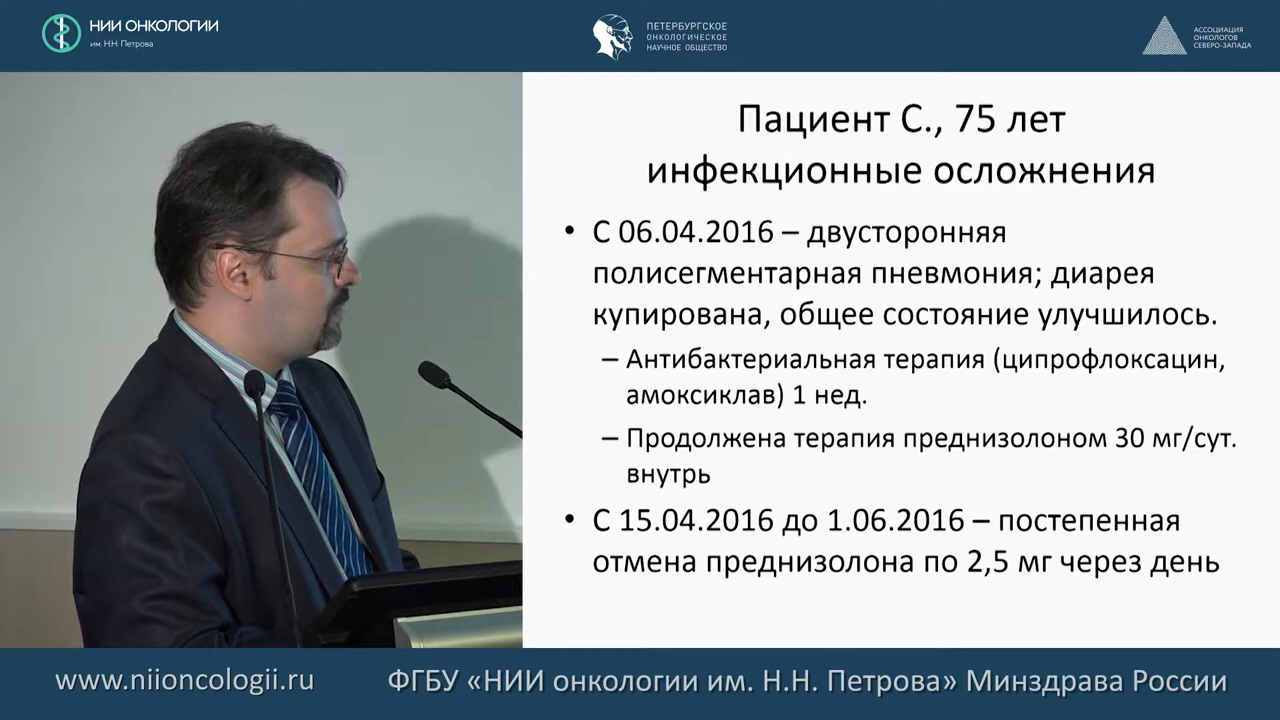 НИИ ОНКОЛОГИИ
им. Н.Н. Петрова
ПЕТЕРБУРГСКОЕ
ОНКОЛОГИЧЕСКОЕ
НАУЧНОЕ ОБЩЕСТВО
АССОЦИАЦИЯ
ОНКОЛОГОВ
СЕВЕРО-ЗАПАДА
Пациент С., 75 лет
инфекционные осложнения
• С 06.04.2016 – двусторонняя
полисегментарная пневмония; диарея
купирована, общее состояние улучшилось.
– Антибактериальная терапия (ципрофлоксацин,
амоксиклав) 1 нед.
– Продолжена терапия преднизолоном 30 мг/сут.
внутрь
• С 15.04.2016 до 1.06.2016 – постепенная
отмена преднизолона по 2,5 мг через день
www.niioncologii.ru
ФГБУ «НИИ онкологии им. Н.Н. Петрова» Минздрава России